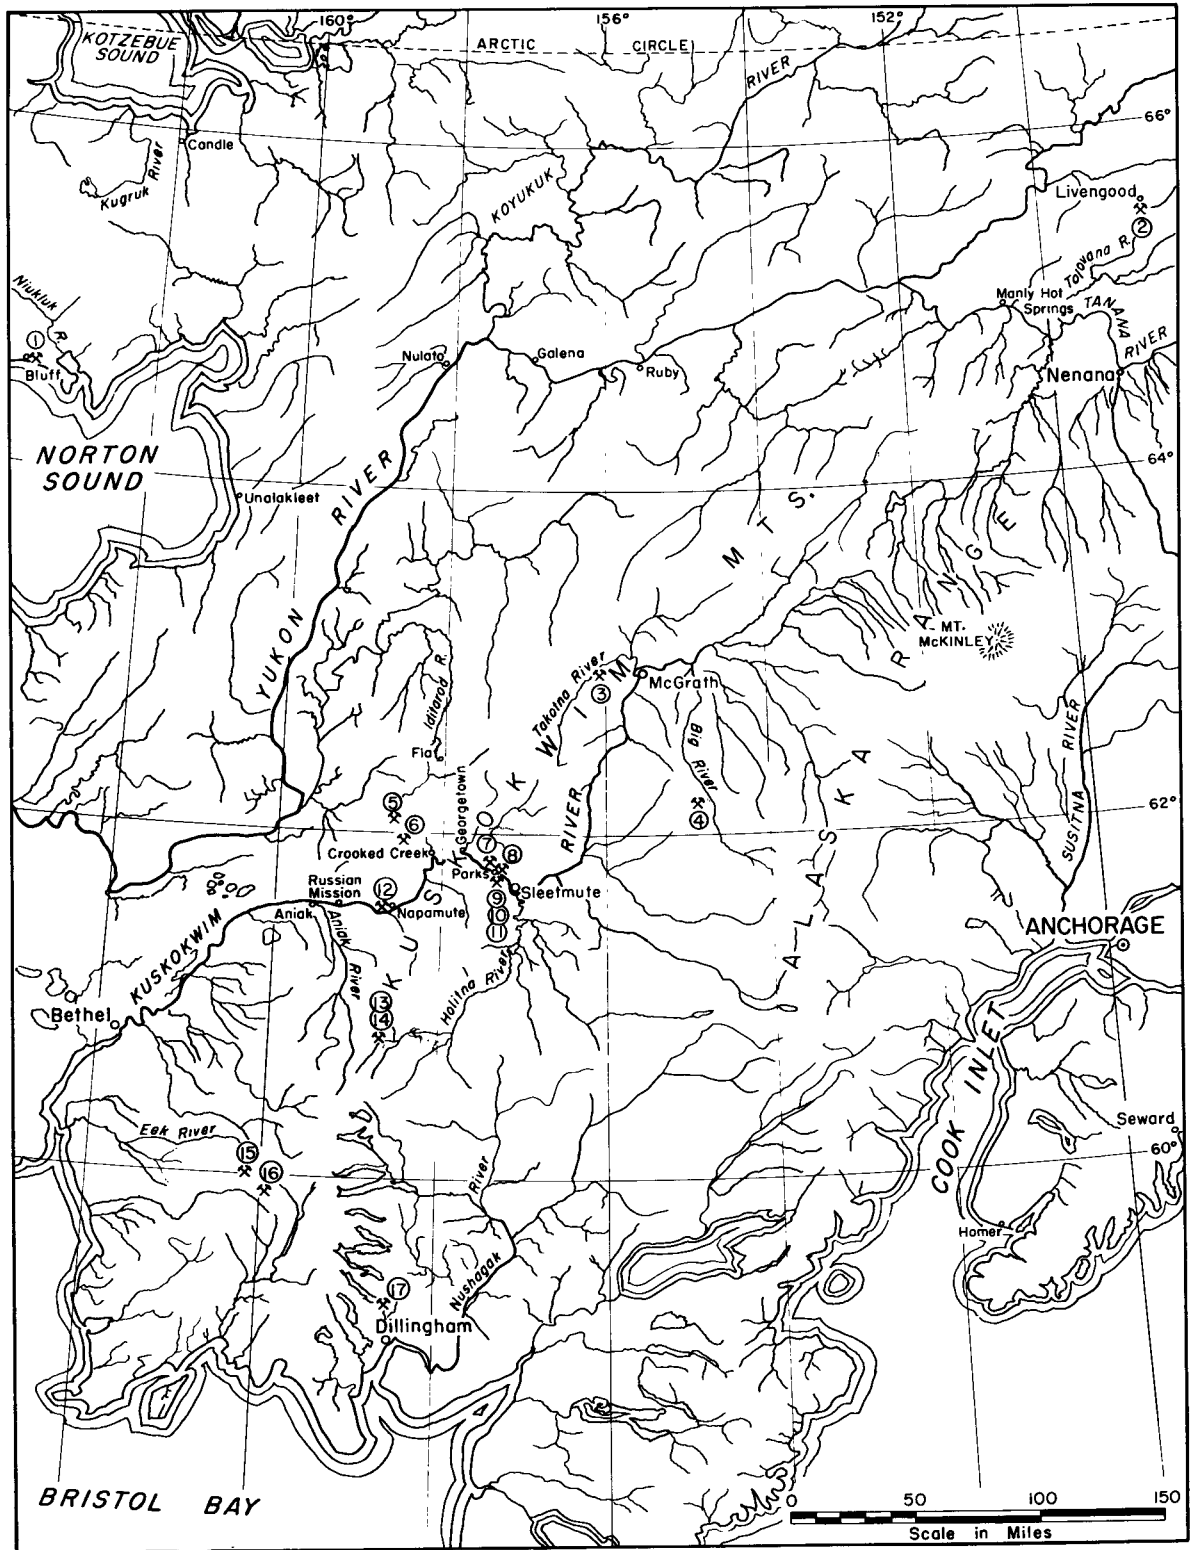 160°
156°
152°
KOTZEBUE
SOUND
ARCTIC CIRCLE
RIVER
66°
Candle
Kugruk River
KOYUKUK
Livengood
2
Tolovana R.
Niukluk R.
Manly Hot
Springs
TANANA
RIVER
1
Bluff
Nulato
Galena
Ruby
Nenana
NORTON
SOUND
64°
Unalakleet
YUKON RIVER
KUSKOKWIM MTS.
ALASKA RANGE
MT.
McKINLEY
Iditarod R.
Takotna River
3
McGrath
Big River
Flat
SUSITNA RIVER
62°
4
5
6
Georgetown
RIVER
7
8
Crooked Creek
Parks
Sleetmute
9
10
11
Russian
Mission
12
Aniak
Napamute
Aniak River
KUSKOKWIM
ANCHORAGE
Holitna River
13
14
Bethel
COOK INLET
Eek River
Seward
60°
15
16
River
Nushagak
Homer
17
Dillingham
BRISTOL BAY
0 50 100 150
Scale in Miles